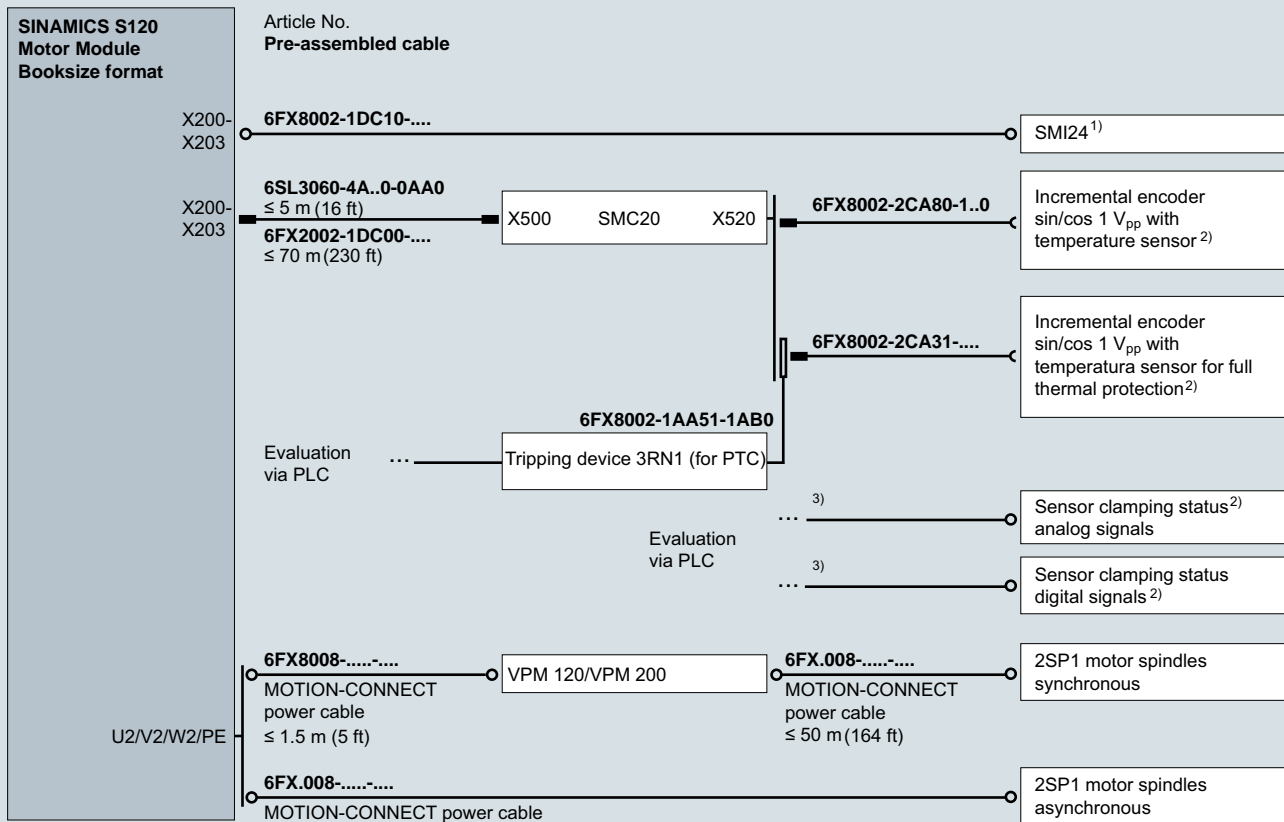 SINAMICS S120
Motor Module
Booksize format
Article No.
Pre-assembled cable
X200-
X203
6FX8002-1DC10-....
SMI24 1)
X200-
X203
6SL3060-4A..0-0AA0
≤ 5 m (16 ft)
6FX2002-1DC00-....
≤ 70 m (230 ft)
X500 SMC20 X520
6FX8002-2CA80-1..0
Incremental encoder
sin/cos 1 Vpp with
temperature sensor 2)
6FX8002-2CA31-....
Incremental encoder
sin/cos 1 Vpp with
temperatura sensor for full
thermal protection 2)
6FX8002-1AA51-1AB0
Evaluation
via PLC
...
Tripping device 3RN1 (for PTC)
Evaluation
via PLC
... 3)
Sensor clamping status 2)
analog signals
... 3)
Sensor clamping status
digital signals 2)
U2/V2/W2/PE
6FX8008-.....-....
MOTION-CONNECT
power cable
≤ 1.5 m (5 ft)
VPM 120/VPM 200
6FX.008-.....-....
MOTION-CONNECT
power cable
≤ 50 m (164 ft)
2SP1 motor spindles
synchronous
6FX.008-.....-....
MOTION-CONNECT power cable
2SP1 motor spindles
asynchronous